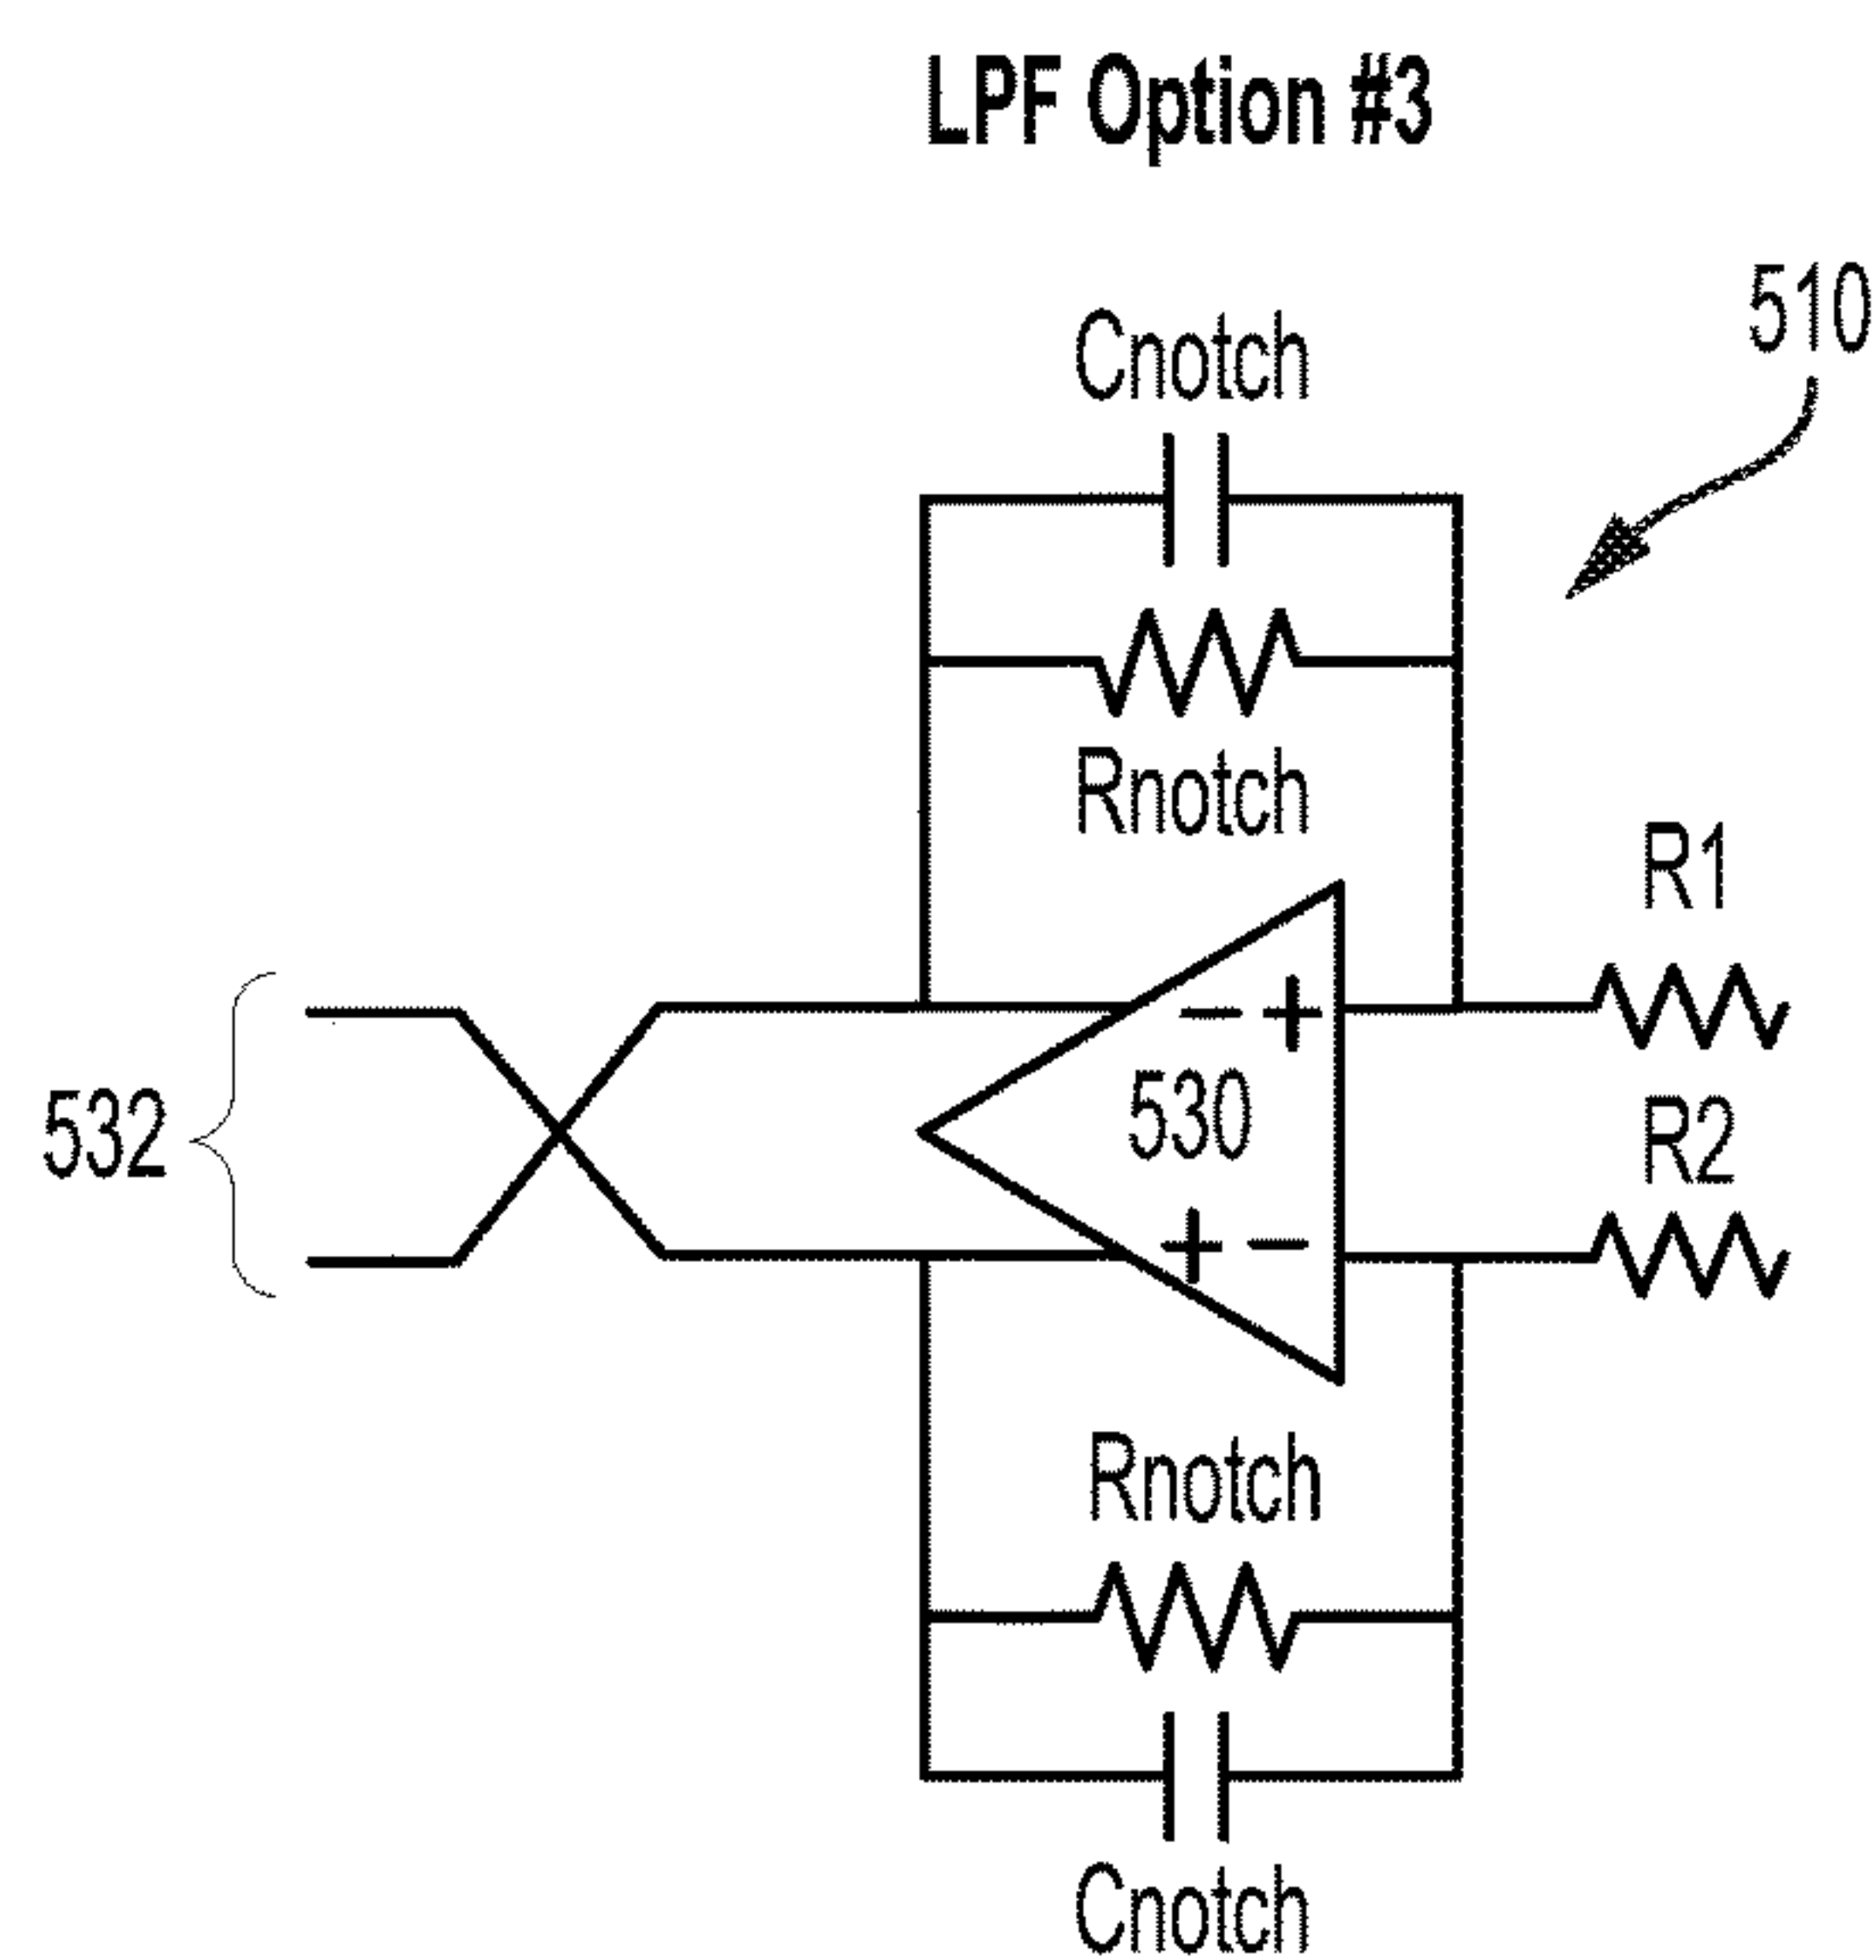 LPF Option #3
510
Cnotch
Rnotch
R1
- +
530
532
R2
+ -
Rnotch
Cnotch